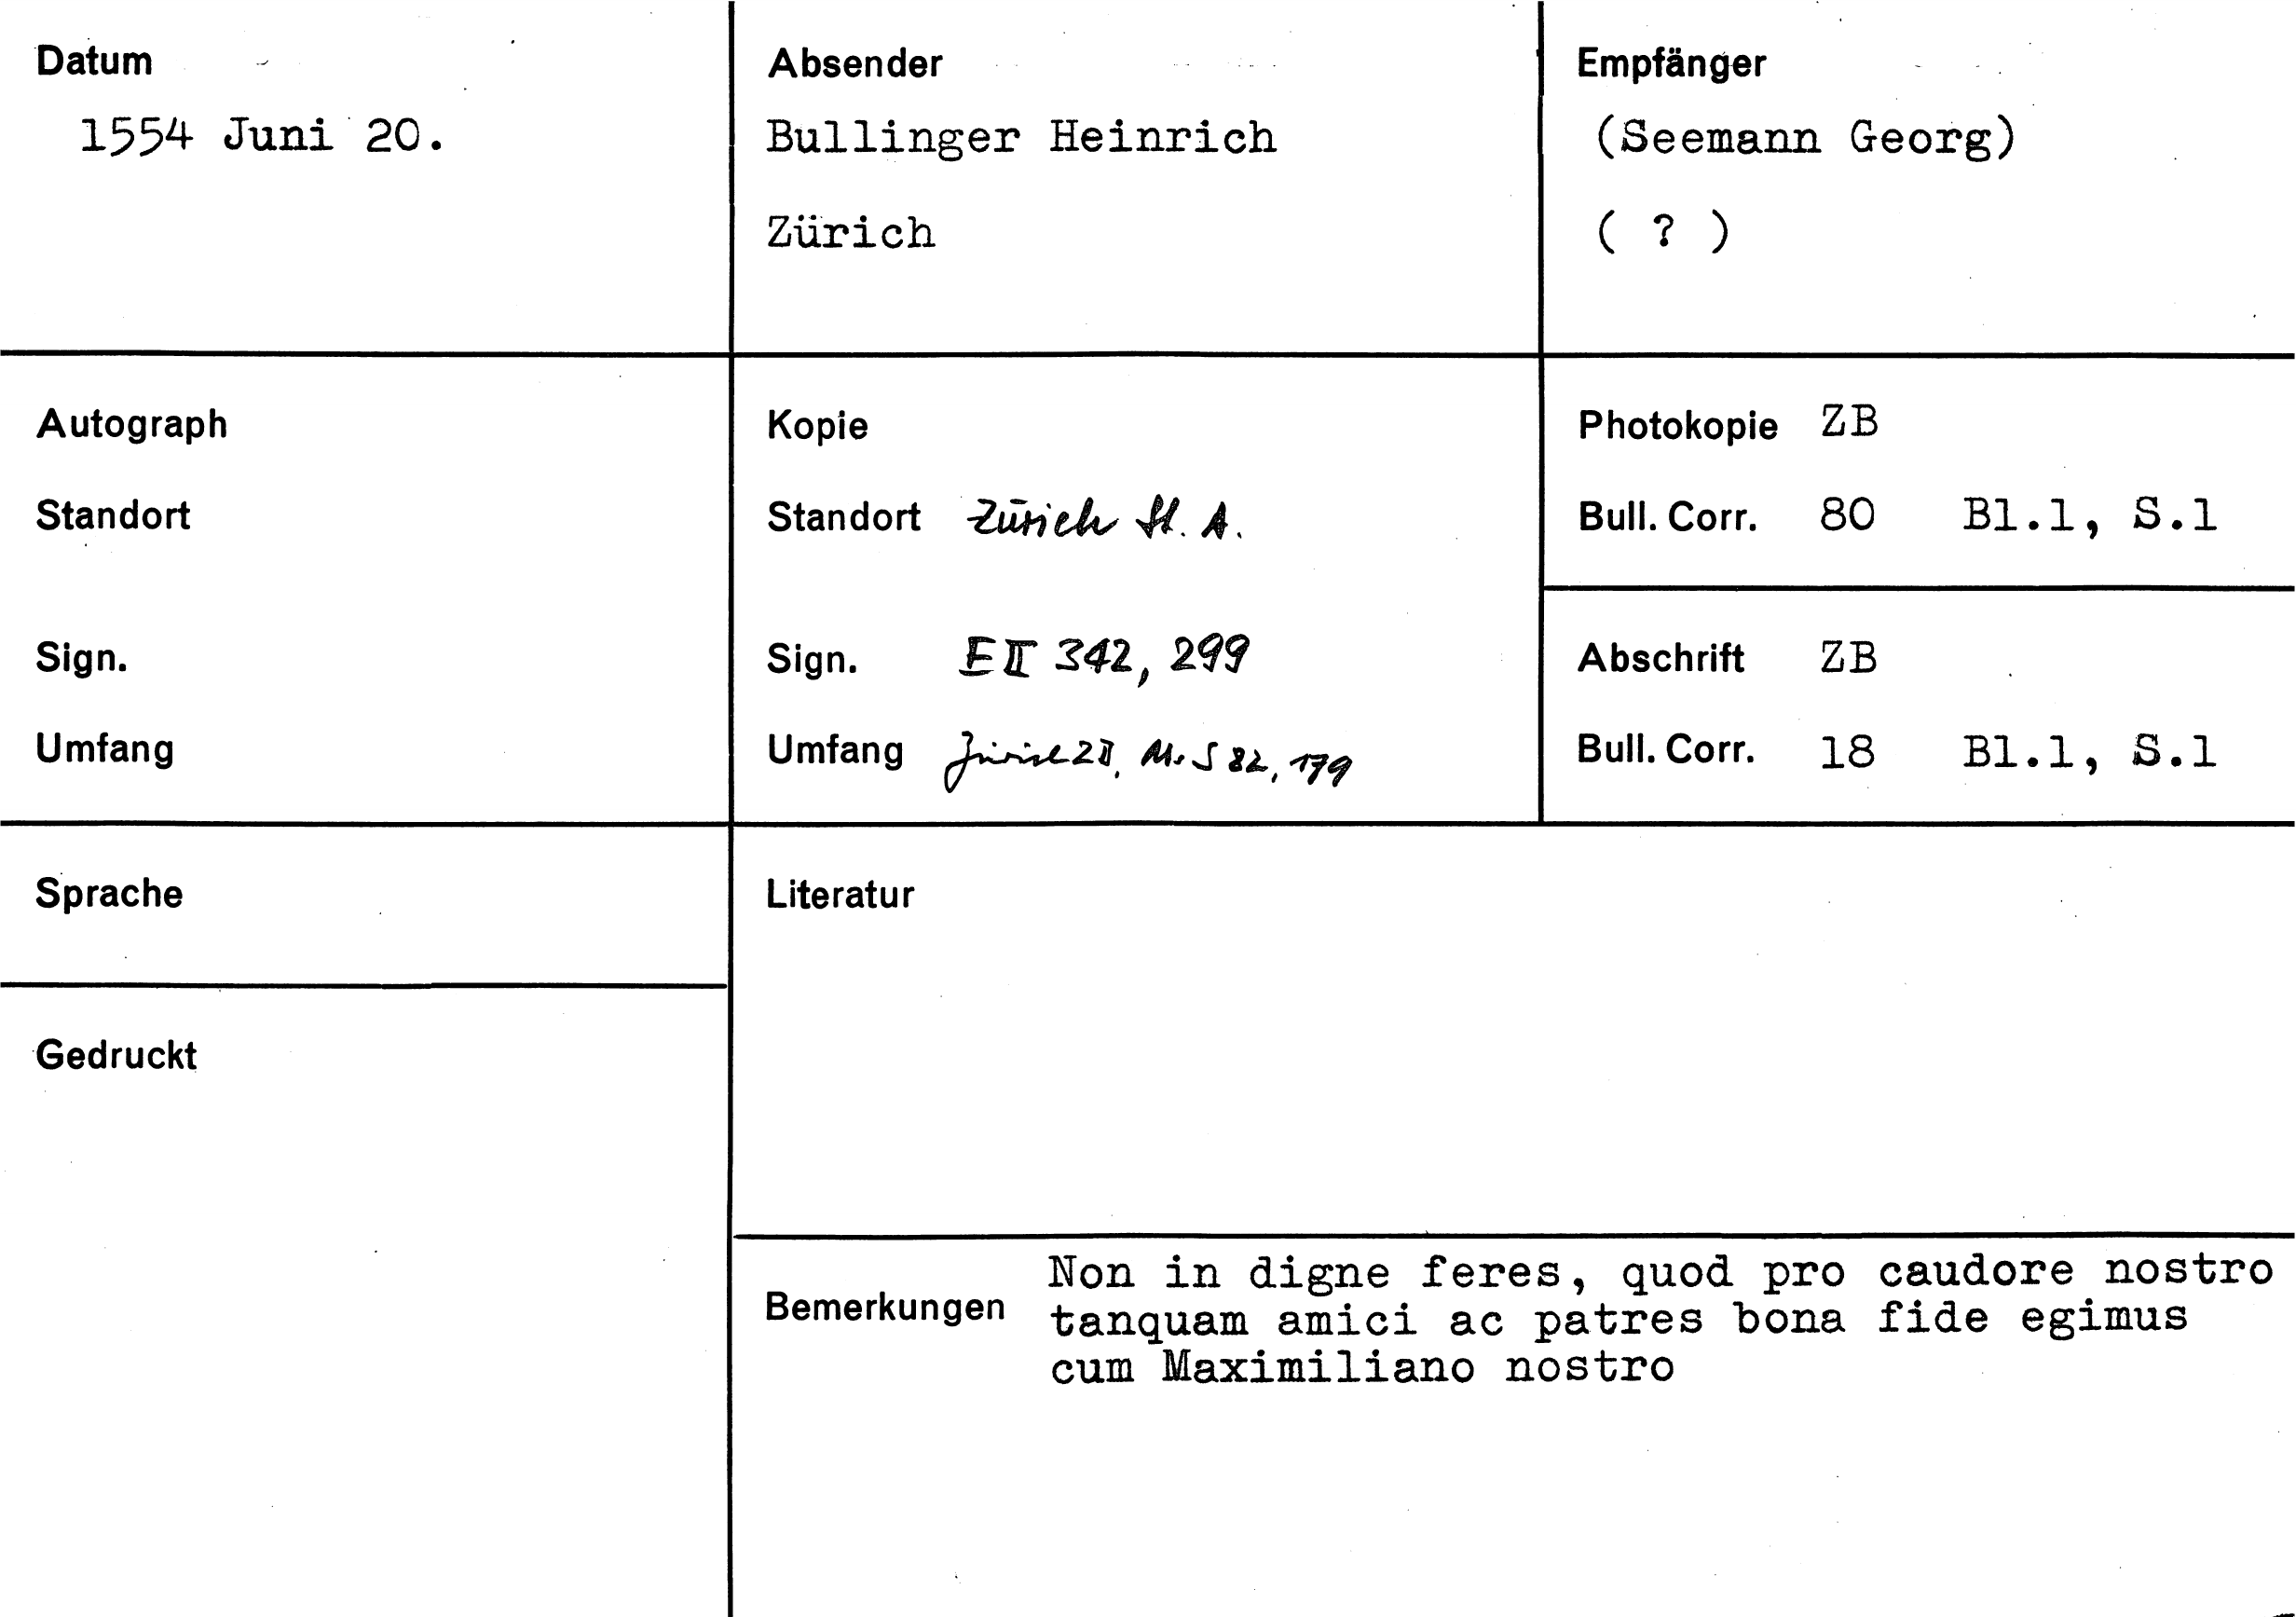 Datum
1554 Juni 20.
Absender
Bullinger Heinrich
Zürich
Empfänger
(Seemann Georg)
( ? )
Autograph
Standort
Sign.
Umfang
Kopie
Standort Zürich St. A.
Sign. E II 342, 299
Umfang Zürich ZB, Ms S 82, 179
Photokopie ZB
Bull. Corr. 80 Bl.1, S.1
Abschrift ZB
Bull. Corr. 18 Bl.1, S.1
Sprache
Gedruckt
Literatur
Bemerkungen
Non in digne feres, quod pro caudore nostro
tanquam amici ac patres bona fide egimus
cum Maximiliano nostro